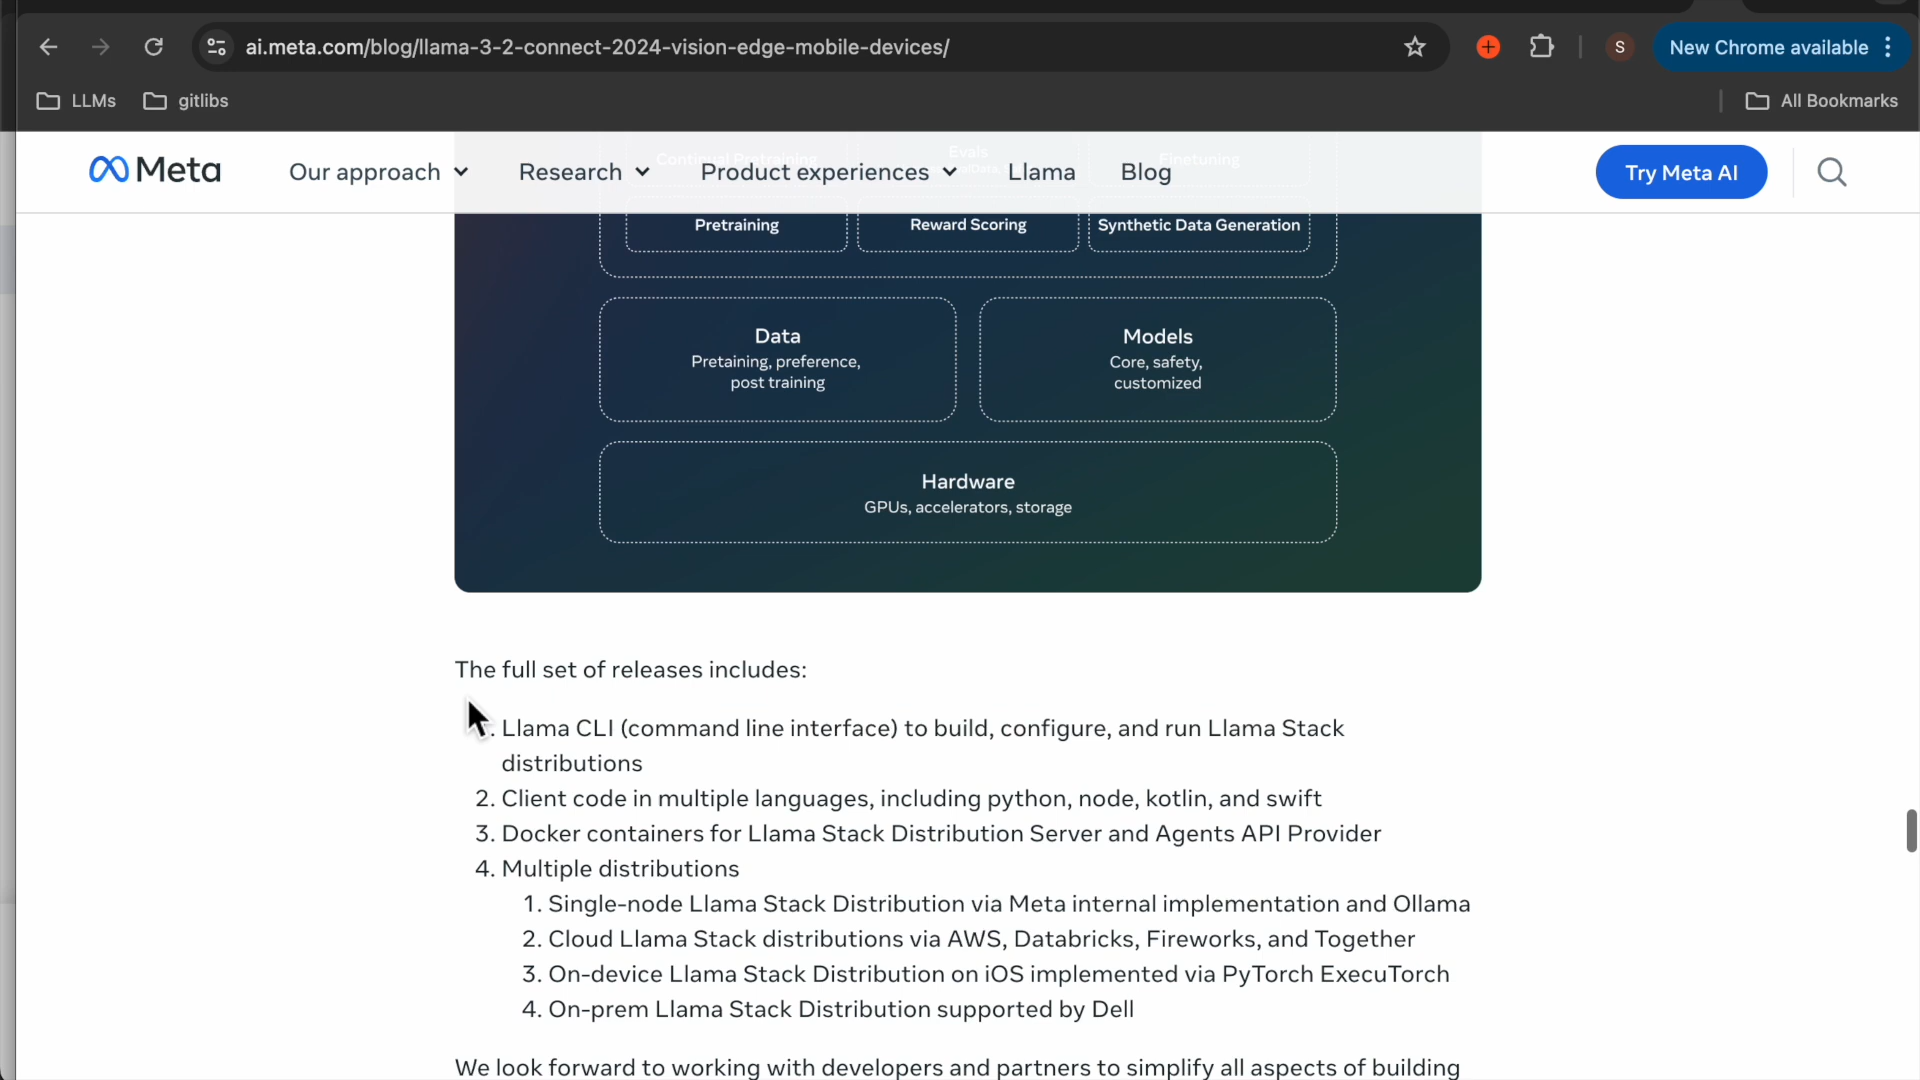 ai.meta.com/blog/llama-3-2-connect-2024-vision-edge-mobile-devices/
S
New Chrome available
LLMs
gitlibs
All Bookmarks
Meta
Our approach
Research
Product experiences
Llama
Blog
Try Meta AI
Continual Pretraining
Evals
Finetuning
Pretraining
Reward Scoring
Synthetic Data Generation
Data
Pretaining, preference,
post training
Models
Core, safety,
customized
Hardware
GPUs, accelerators, storage
The full set of releases includes:
. Llama CLI (command line interface) to build, configure, and run Llama Stack
distributions
2. Client code in multiple languages, including python, node, kotlin, and swift
3. Docker containers for Llama Stack Distribution Server and Agents API Provider
4. Multiple distributions
1. Single-node Llama Stack Distribution via Meta internal implementation and Ollama
2. Cloud Llama Stack distributions via AWS, Databricks, Fireworks, and Together
3. On-device Llama Stack Distribution on iOS implemented via PyTorch ExecuTorch
4. On-prem Llama Stack Distribution supported by Dell
We look forward to working with developers and partners to simplify all aspects of building